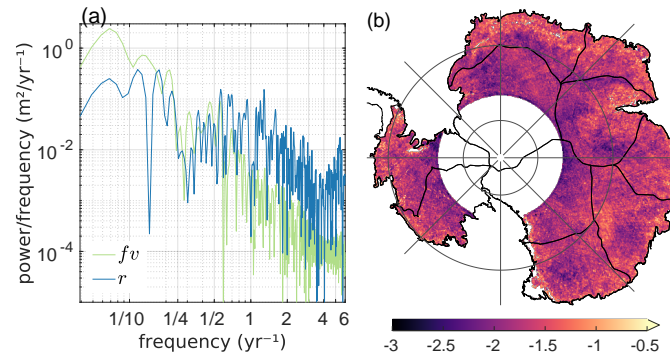 (a)
(b)
power/frequency (m²/yr⁻¹)
10⁰
10⁻²
10⁻⁴
fv
r
1/10 1/4 1/2 1 2 4 6
frequency (yr⁻¹)
-3 -2.5 -2 -1.5 -1 -0.5